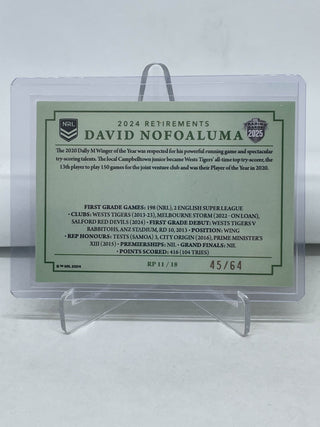 NRL
2024 RETIREMENTS
DAVID NOFOALUMA
2025
The 2020 Dally M Winger of the Year was respected for his powerful running game and spectacular
try-scoring talents. The local Campbelltown junior became Wests Tigers' all-time top try-scorer, the
13th player to play 150 games for the joint venture club and was their Player of the Year in 2020.
FIRST GRADE GAMES: 198 (NRL), 2 ENGLISH SUPER LEAGUE
• CLUBS: WESTS TIGERS (2013-23), MELBOURNE STORM (2022 - ON LOAN),
SALFORD RED DEVILS (2024) • FIRST GRADE DEBUT: WESTS TIGERS V
RABBITOHS, ANZ STADIUM, RD 10, 2013 • POSITION: WING
• REP HONOURS: TESTS (SAMOA) 3, CITY ORIGIN (2016), PRIME MINISTER'S
XIII (2015) • PREMIERSHIPS: NIL • GRAND FINALS: NIL
• POINTS SCORED: 416 (104 TRIES)
©™ NRL 2024
RP 11 / 18
45/64